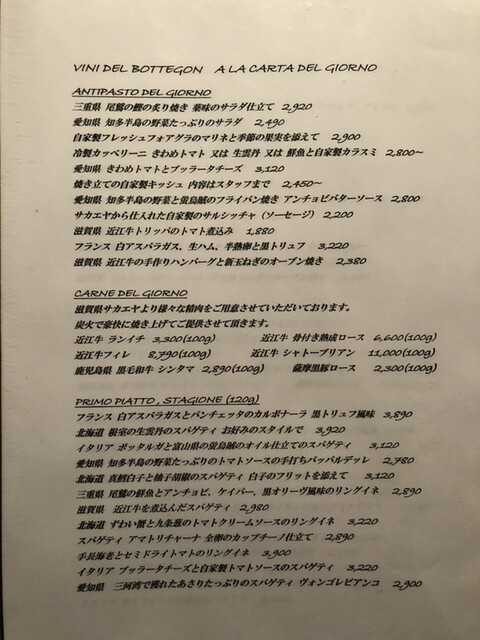 VINI DEL BOTTEGON A LA CARTA DEL GIORNO
ANTIPASTO DEL GIORNO
三重県 尾鷲の鰹の炙り焼き 薬味のサラダ仕立て 2,920
愛知県 知多半島の野菜たっぷりのサラダ 2,490
自家製フレッシュフォアグラのマリネと季節の果実を添えて 2,900
冷製カッペリーニ きわめトマト 又は 生雲丹 又は 鮮魚と自家製カラスミ 2,800~
愛知県 きわめトマトとブッラータチーズ 3,120
焼き立ての自家製キッシュ 内容はスタッフまで 2,450~
愛知県 知多半島の野菜と蛍烏賊のフライパン焼き アンチョビバターソース 2,800
サカエヤから仕入れた自家製のサルシッチャ（ソーセージ） 2,200
滋賀県 近江牛トリッパのトマト煮込み 1,880
フランス 白アスパラガス、生ハム、半熟卵と黒トリュフ 3,220
滋賀県 近江牛の手作りハンバーグと新玉ねぎのオーブン焼き 2,380
CARNE DEL GIORNO
滋賀県サカエヤより様々な精肉をご用意させていただいております。
炭火で豪快に焼き上げてご提供させて頂きます。
近江牛 ランイチ 3,300(100g) 近江牛 骨付き熟成ロース 6,600(100g)
近江牛フィレ 8,790(100g) 近江牛 シャトーブリアン 11,000(100g)
鹿児島県 黒毛和牛 シンタマ 2,890(100g) 薩摩黒豚ロース 2,300(100g)
PRIMO PIATTO , STAGIONE (120g)
フランス 白アスパラガスとパンチェッタのカルボナーラ 黒トリュフ風味 3,890
北海道 根室の生雲丹のスパゲティ お好みのスタイルで 3,920
イタリア ボッタルガと富山県の蛍烏賊のオイル仕立てのスパゲティ 3,120
愛知県 知多半島の野菜たっぷりのトマトソースの手打ちパッパルデッレ 2,780
北海道 真鱈白子と柚子胡椒のスパゲティ 白子のフリットを添えて 3,120
三重県 尾鷲の鮮魚とアンチョビ、ケイパー、黒オリーヴ風味のリングイネ 2,890
滋賀県 近江牛を煮込んだスパゲティ 2,980
北海道 ずわい蟹と九条葱のトマトクリームソースのリングイネ 3,220
スパゲティ アマトリチャーナ 全卵のカップチーノ仕立て 2,890
手長海老とセミドライトマトのリングイネ 3,900
イタリア ブッラータチーズと自家製トマトソースのスパゲティ 3,220
愛知県 三河湾で獲れたあさりたっぷりのスパゲティ ヴォンゴレビアンコ 2,900